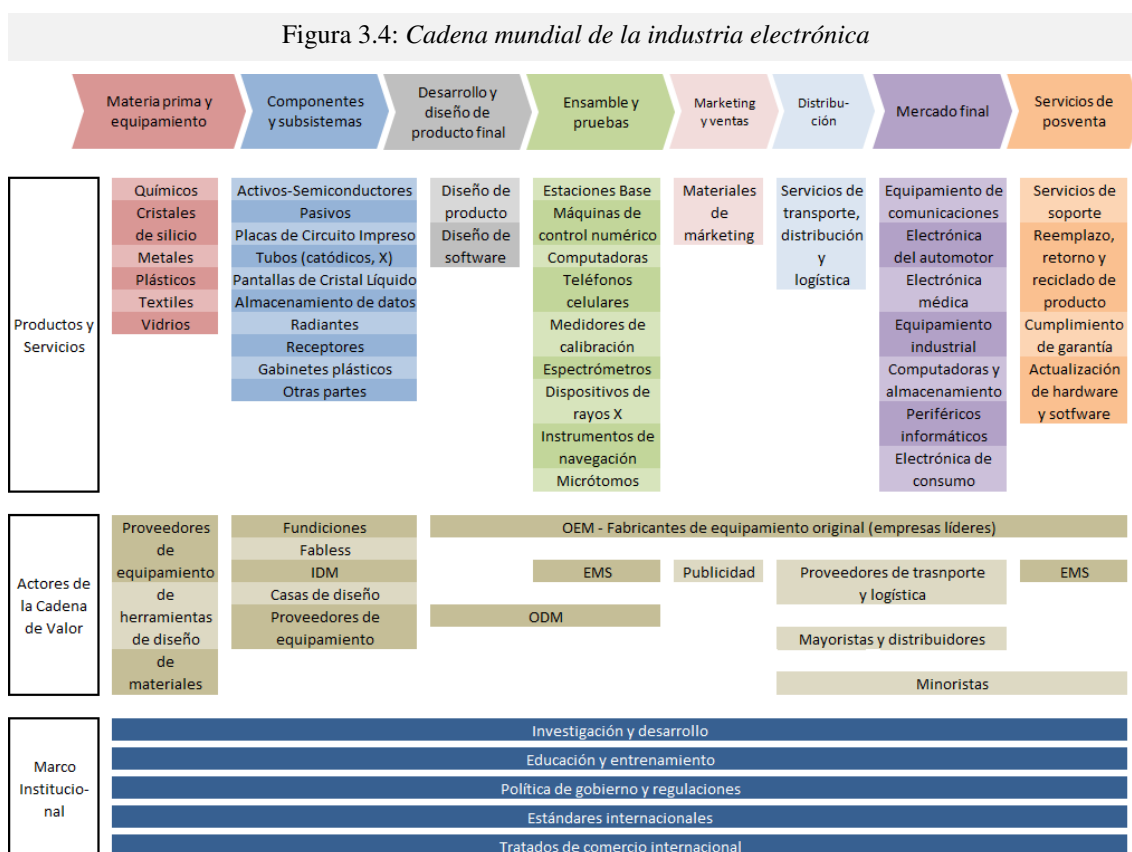 Figura 3.4: Cadena mundial de la industria electrónica
Materia prima y
equipamiento
Componentes
y subsistemas
Desarrollo y
diseño de
producto final
Ensamble y
pruebas
Marketing
y ventas
Distribu-
ción
Mercado final
Servicios de
posventa
Productos y
Servicios
Químicos
Cristales
de silicio
Metales
Plásticos
Textiles
Vidrios
Activos-Semiconductores
Pasivos
Placas de Circuito Impreso
Tubos (catódicos, X)
Pantallas de Cristal Líquido
Almacenamiento de datos
Radiantes
Receptores
Gabinetes plásticos
Otras partes
Diseño de
producto
Diseño de
software
Estaciones Base
Máquinas de
control numérico
Computadoras
Teléfonos
celulares
Medidores de
calibración
Espectrómetros
Dispositivos de
rayos X
Instrumentos de
navegación
Micrótomos
Materiales
de
márketing
Servicios de
transporte,
distribución
y
logística
Equipamiento de
comunicaciones
Electrónica
del automotor
Electrónica
médica
Equipamiento
industrial
Computadoras y
almacenamiento
Periféricos
informáticos
Electrónica de
consumo
Servicios de
soporte
Reemplazo,
retorno y
reciclado de
producto
Cumplimiento
de garantía
Actualización
de hardware
y sotfware
Actores de
la Cadena
de Valor
Proveedores
de
equipamiento
de
herramientas
de diseño
de
materiales
Fundiciones
Fabless
IDM
Casas de diseño
Proveedores de
equipamiento
OEM - Fabricantes de equipamiento original (empresas líderes)
EMS
Publicidad
Proveedores de trasnporte
y logística
EMS
ODM
Mayoristas y distribuidores
Minoristas
Marco
Institucio-
nal
Investigación y desarrollo
Educación y entrenamiento
Política de gobierno y regulaciones
Estándares internacionales
Tratados de comercio internacional